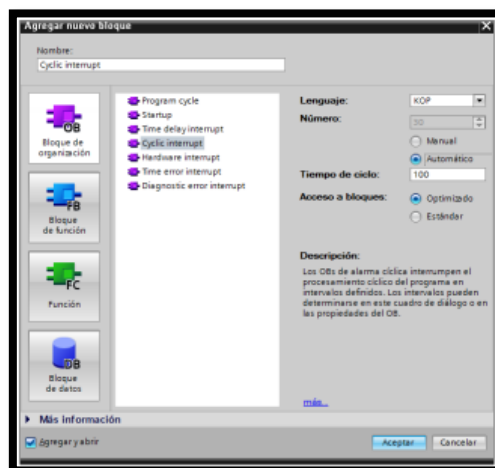 Agregar nuevo bloque
Nombre:
Cyclic interrupt
OB
Bloque de
organización
FB
Bloque
de función
FC
Función
DB
Bloque
de datos
Program cycle
Startup
Time delay interrupt
Cyclic interrupt
Hardware interrupt
Time error interrupt
Diagnostic error interrupt
Lenguaje: KOP
Número: 30
Manual
Automático
Tiempo de ciclo: 100
Acceso a bloques: Optimizado
Estándar
Descripción:
Los OBs de alarma cíclica interrumpen el
procesamiento cíclico del programa en
intervalos definidos. Los intervalos pueden
determinarse en este cuadro de diálogo o en
las propiedades del OB.
más...
Más información
Agregar y abrir
Aceptar Cancelar